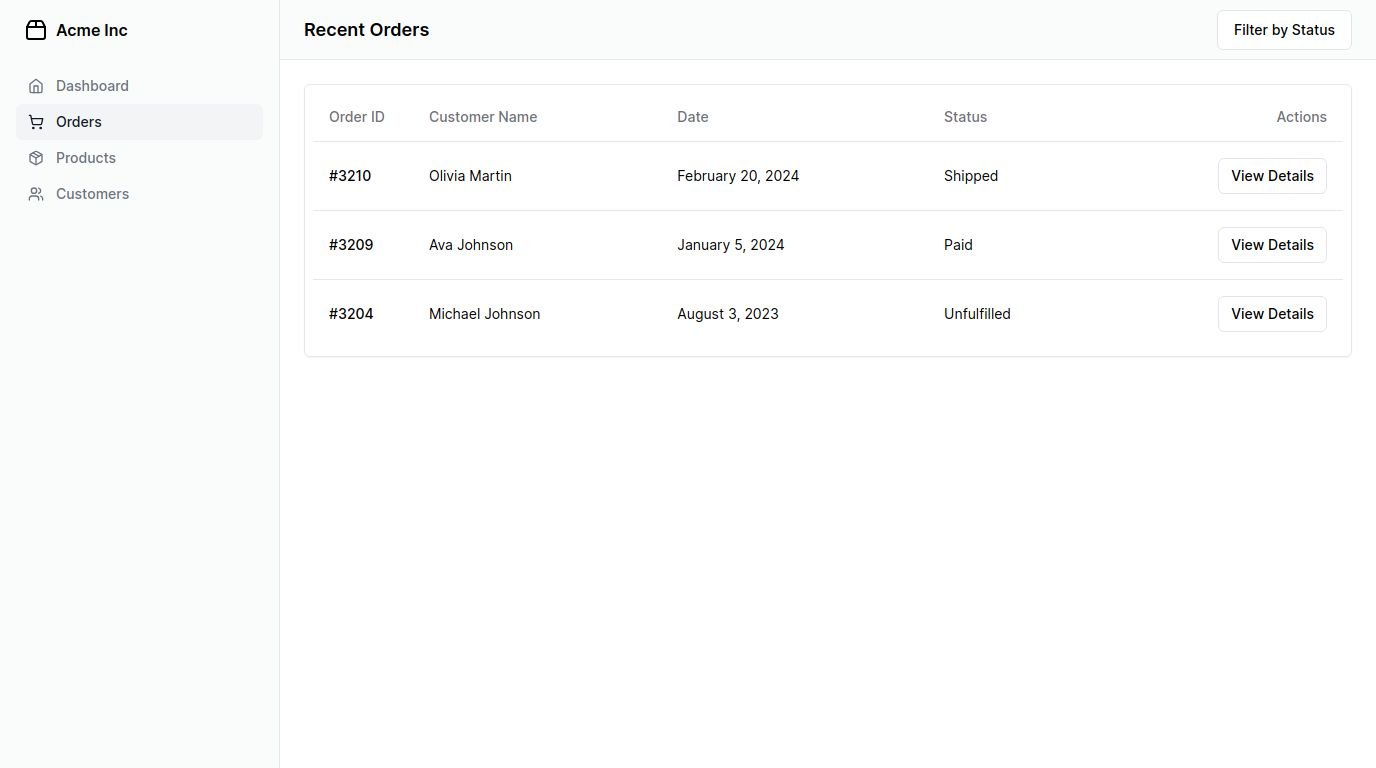 Acme Inc
Dashboard
Orders
Products
Customers
Recent Orders
Filter by Status
Order ID Customer Name Date Status Actions
#3210 Olivia Martin February 20, 2024 Shipped View Details
#3209 Ava Johnson January 5, 2024 Paid View Details
#3204 Michael Johnson August 3, 2023 Unfulfilled View Details